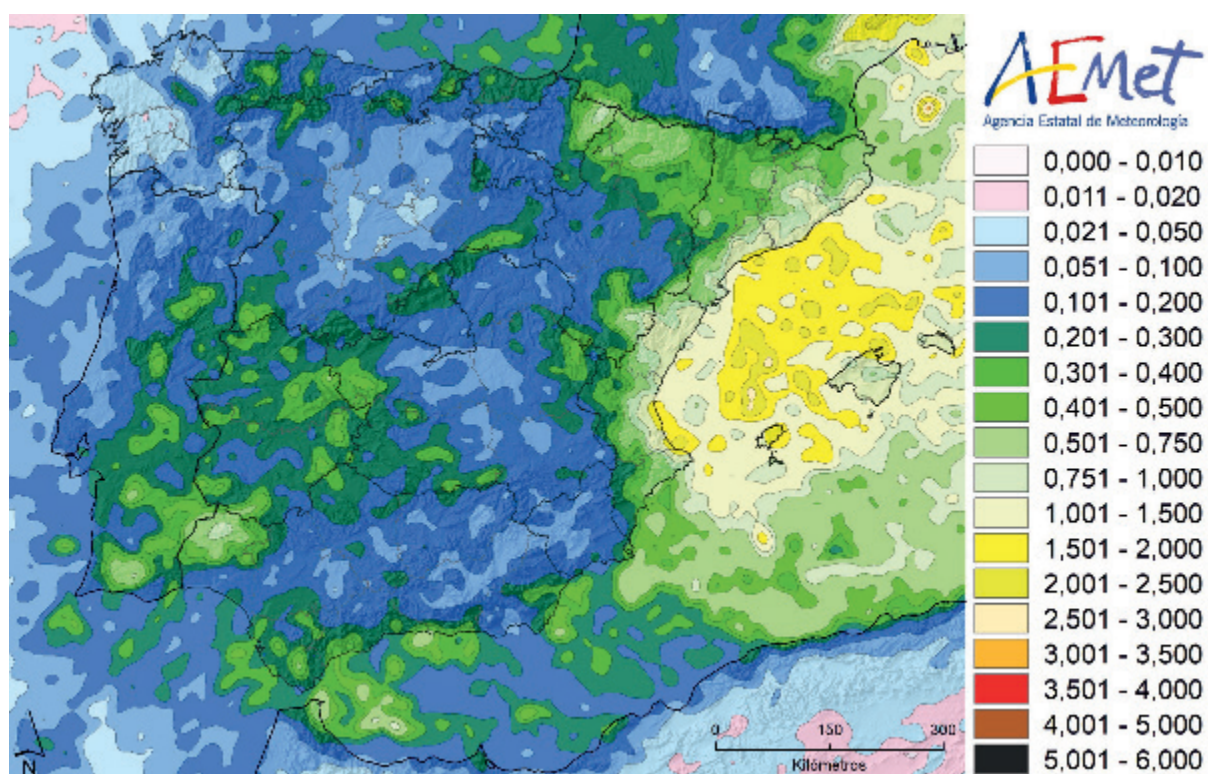 AEMet
Agencia Estatal de Meteorología
0,000 - 0,010
0,011 - 0,020
0,021 - 0,050
0,051 - 0,100
0,101 - 0,200
0,201 - 0,300
0,301 - 0,400
0,401 - 0,500
0,501 - 0,750
0,751 - 1,000
1,001 - 1,500
1,501 - 2,000
2,001 - 2,500
2,501 - 3,000
3,001 - 3,500
3,501 - 4,000
4,001 - 5,000
5,001 - 6,000
0 150 300
Kilómetros
N